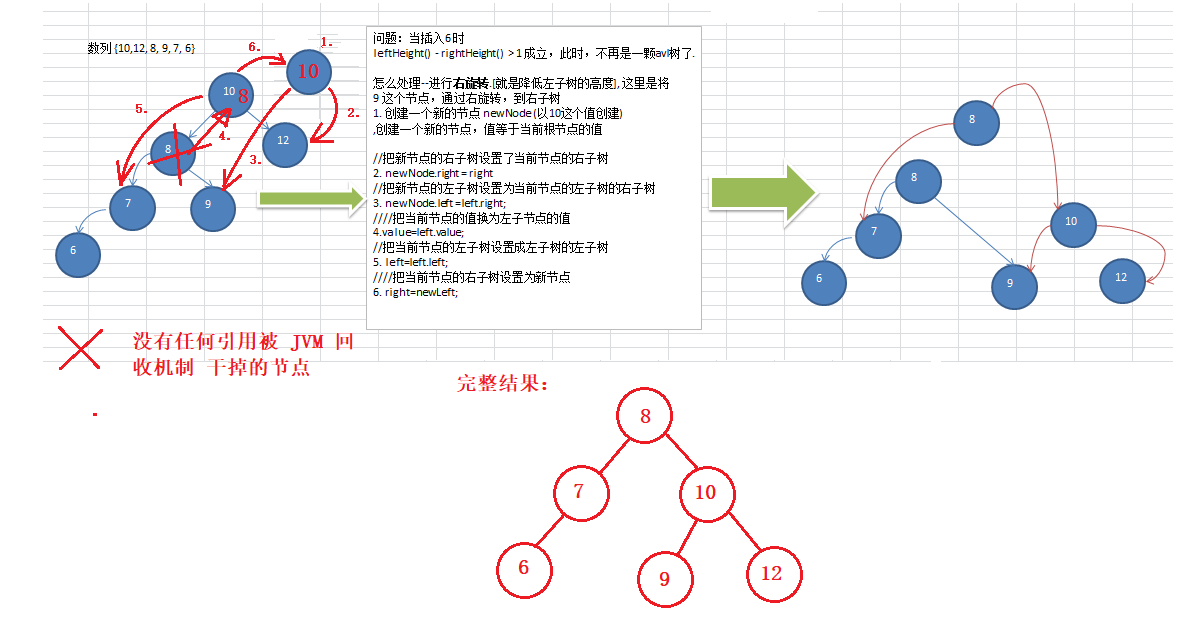 数列 {10,12, 8, 9, 7, 6}
1.
6.
10
10
8
5.
2.
4.
12
8
3.
7
9
6
问题：当插入6时
leftHeight() - rightHeight() > 1 成立，此时，不再是一颗avl树了.
怎么处理--进行右旋转.[就是降低左子树的高度], 这里是将
9 这个节点，通过右旋转，到右子树
1. 创建一个新的节点 newNode (以10这个值创建)
,创建一个新的节点，值等于当前根节点的值
//把新节点的右子树设置了当前节点的右子树
2. newNode.right = right
//把新节点的左子树设置为当前节点的左子树的右子树
3. newNode.left =left.right;
////把当前节点的值换为左子节点的值
4.value=left.value;
//把当前节点的左子树设置成左子树的左子树
5. left=left.left;
////把当前节点的右子树设置为新节点
6. right=newLeft;
8
8
7
10
6
9
12
没有任何引用被 JVM 回
收机制 干掉的节点
完整结果：
8
7
10
6
9
12